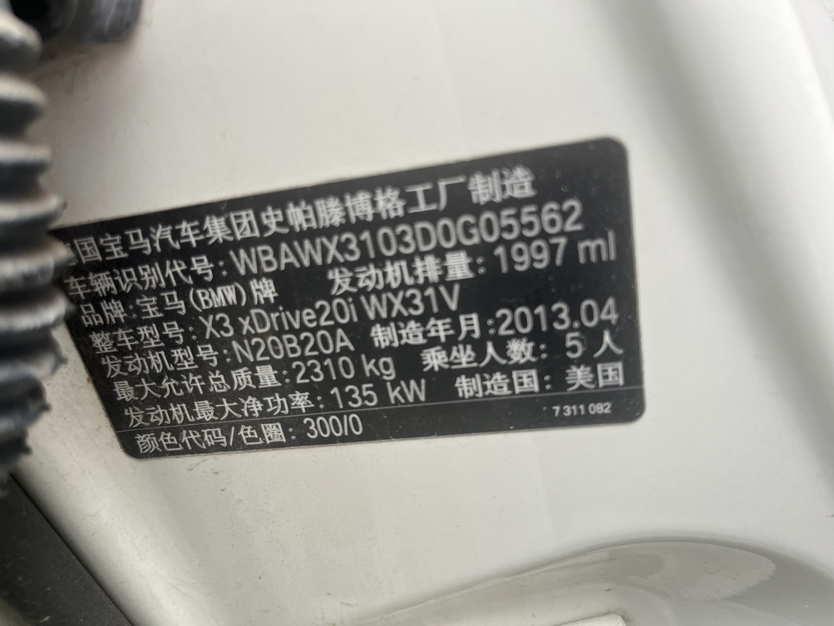 国宝马汽车集团史帕滕博格工厂制造
车辆识别代号: WBAWX3103D0G05562
品牌: 宝马(BMW)牌 发动机排量: 1997 ml
整车型号: X3 xDrive20i WX31V
发动机型号: N20B20A 制造年月:2013.04
最大允许总质量: 2310 kg 乘坐人数: 5 人
发动机最大净功率: 135 kW 制造国: 美国
颜色代码/色圈: 300/0 7 311 082